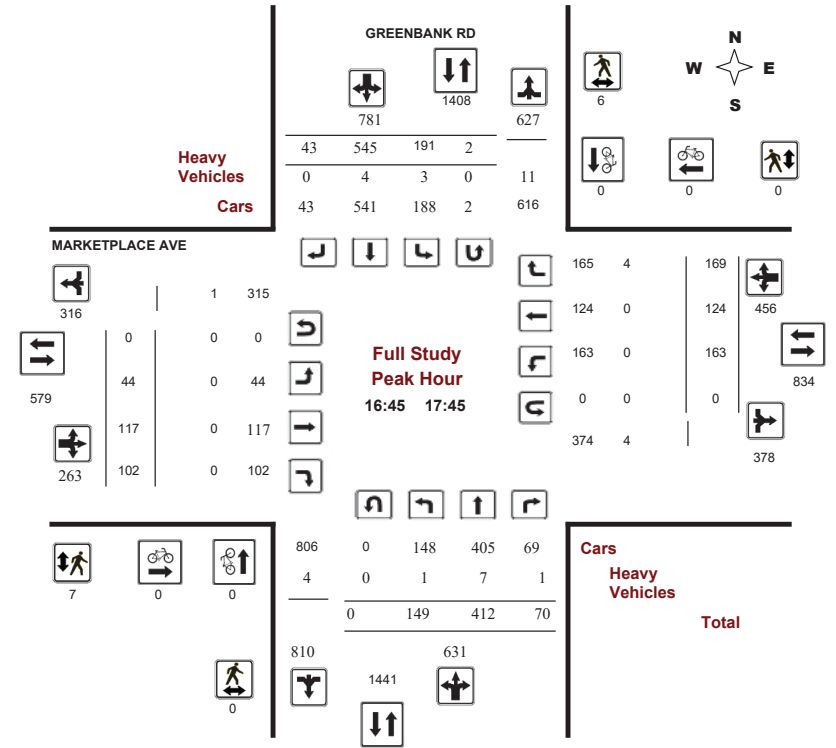 GREENBANK RD
N
W E
S
1408
6
781
627
43 545 191 2
Heavy
Vehicles
0 4 3 0 11
Cars
43 541 188 2 616
0 0 0
MARKETPLACE AVE
316
1 315
165 4 169
456
124 0 124
0 0 0
579
Full Study
Peak Hour
16:45 17:45
163 0 163
834
44 0 44
0 0 0
117 0 117
374 4
378
263
102 0 102
806 0 148 405 69
Cars
4 0 1 7 1
Heavy
Vehicles
7 0 0
0 149 412 70
Total
810
631
1441
0